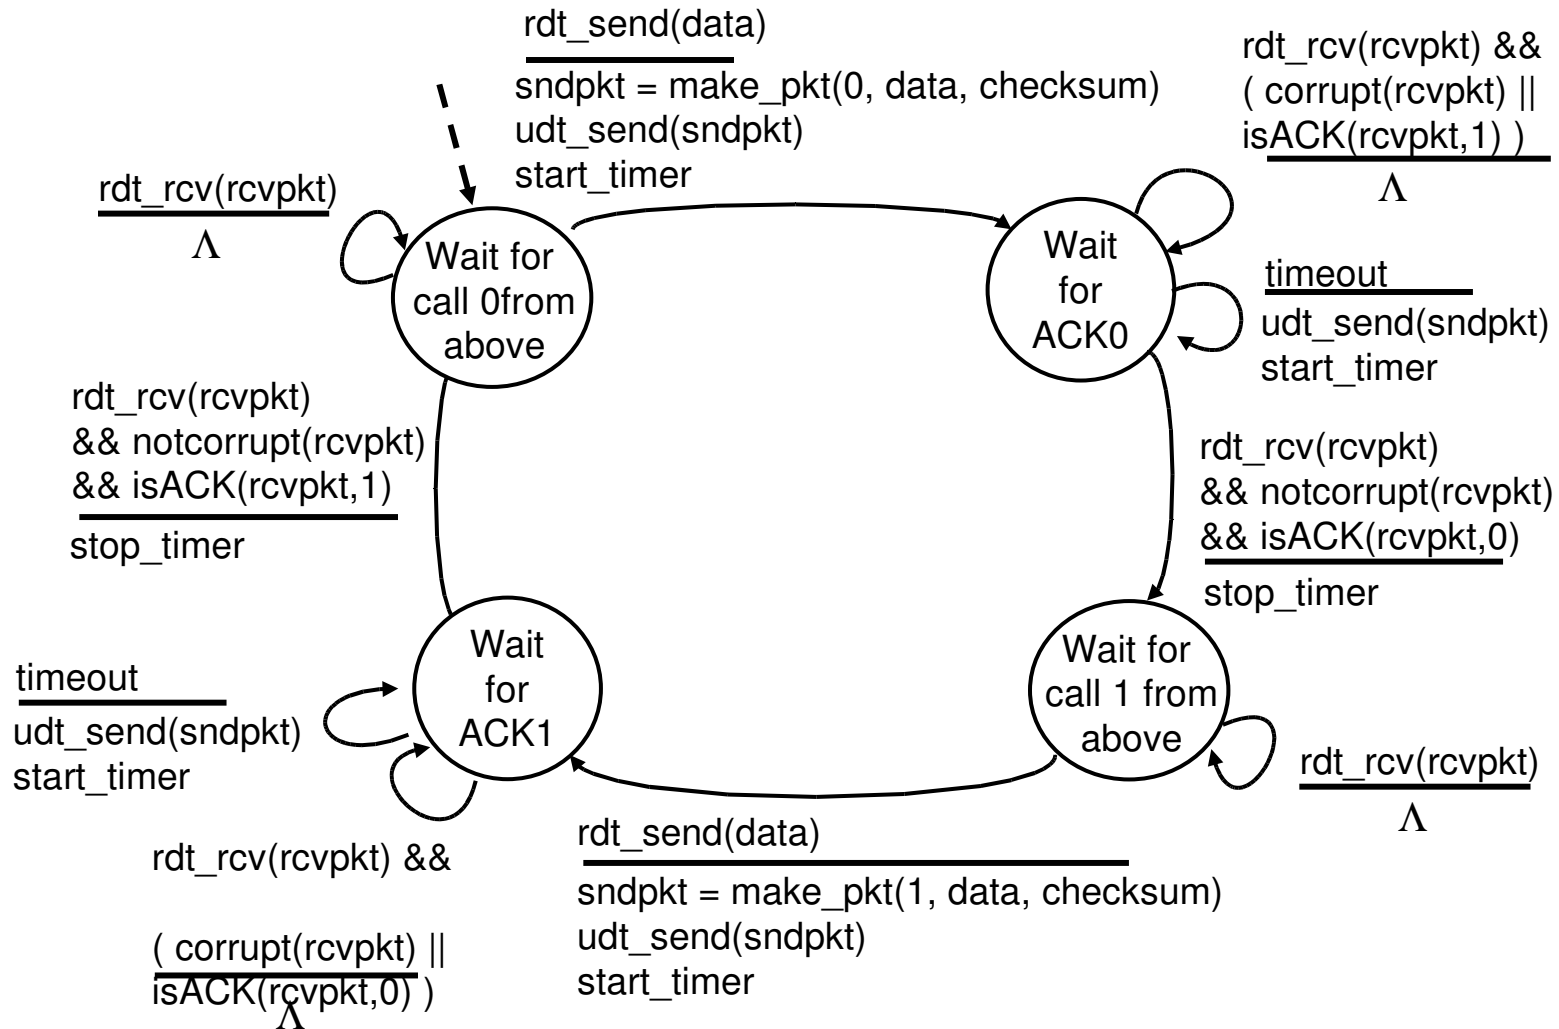 rdt_send(data)
sndpkt = make_pkt(0, data, checksum)
udt_send(sndpkt)
start_timer
rdt_rcv(rcvpkt) &&
( corrupt(rcvpkt) ||
isACK(rcvpkt,1) )
Λ
rdt_rcv(rcvpkt)
Λ
Wait for
call 0from
above
Wait
for
ACK0
timeout
udt_send(sndpkt)
start_timer
rdt_rcv(rcvpkt)
&& notcorrupt(rcvpkt)
&& isACK(rcvpkt,1)
stop_timer
rdt_rcv(rcvpkt)
&& notcorrupt(rcvpkt)
&& isACK(rcvpkt,0)
stop_timer
Wait
for
ACK1
Wait for
call 1 from
above
timeout
udt_send(sndpkt)
start_timer
rdt_rcv(rcvpkt)
Λ
rdt_rcv(rcvpkt) &&
( corrupt(rcvpkt) ||
isACK(rcvpkt,0) )
Λ
rdt_send(data)
sndpkt = make_pkt(1, data, checksum)
udt_send(sndpkt)
start_timer